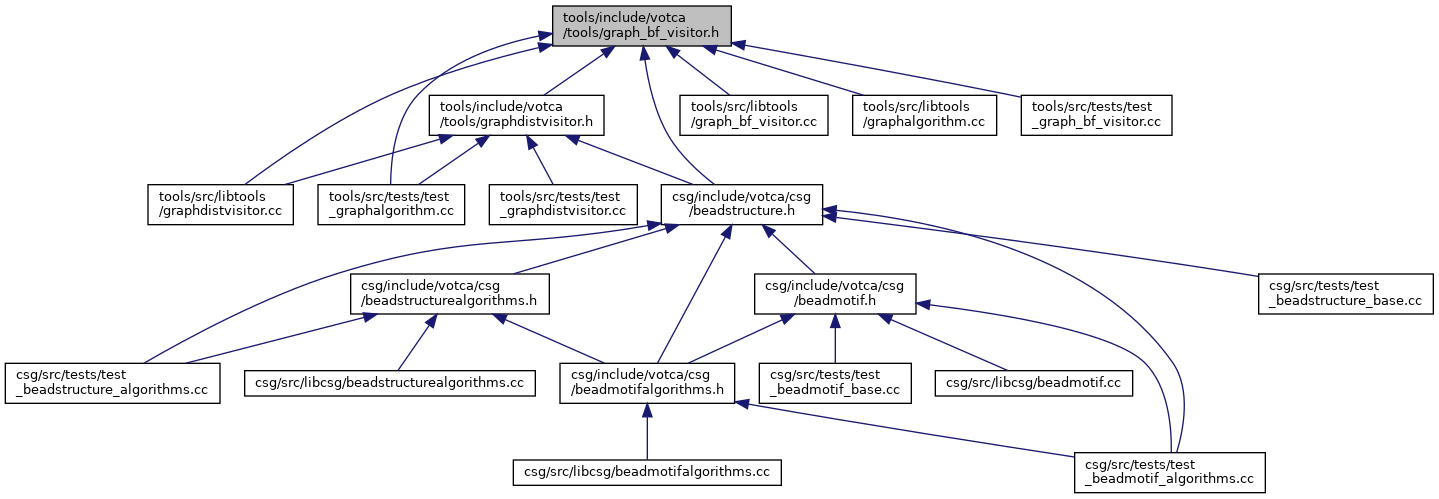 tools/include/votca
/tools/graph_bf_visitor.h
tools/include/votca
/tools/graphdistvisitor.h
tools/src/libtools
/graph_bf_visitor.cc
tools/src/libtools
/graphalgorithm.cc
tools/src/tests/test
_graph_bf_visitor.cc
tools/src/libtools
/graphdistvisitor.cc
tools/src/tests/test
_graphalgorithm.cc
tools/src/tests/test
_graphdistvisitor.cc
csg/include/votca/csg
/beadstructure.h
csg/include/votca/csg
/beadstructurealgorithms.h
csg/include/votca/csg
/beadmotif.h
csg/src/tests/test
_beadstructure_base.cc
csg/src/tests/test
_beadstructure_algorithms.cc
csg/src/libcsg/beadstructurealgorithms.cc
csg/include/votca/csg
/beadmotifalgorithms.h
csg/src/tests/test
_beadmotif_base.cc
csg/src/libcsg/beadmotif.cc
csg/src/libcsg/beadmotifalgorithms.cc
csg/src/tests/test
_beadmotif_algorithms.cc